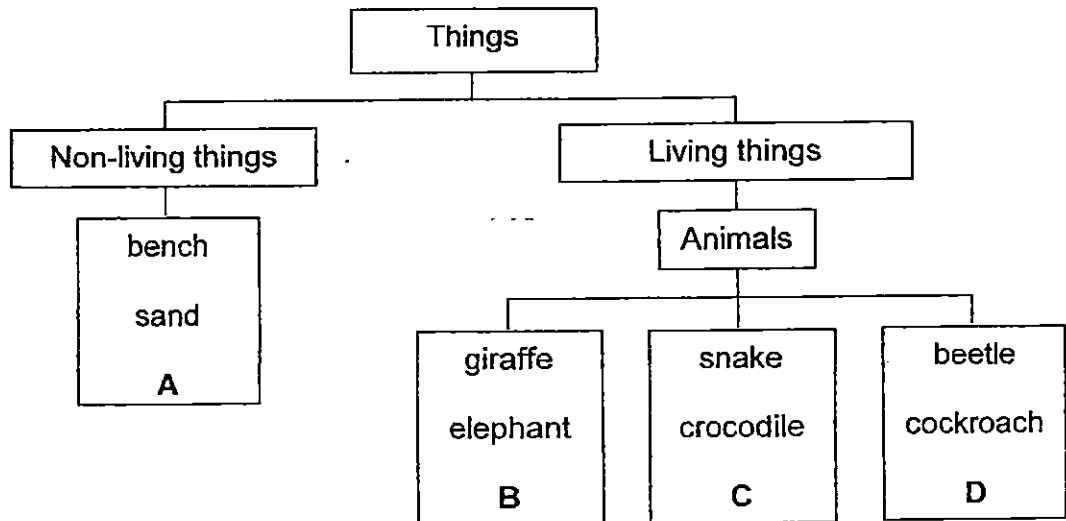 Things
Non-living things
Living things
bench
sand
A
Animals
giraffe
elephant
B
snake
crocodile
C
beetle
cockroach
D